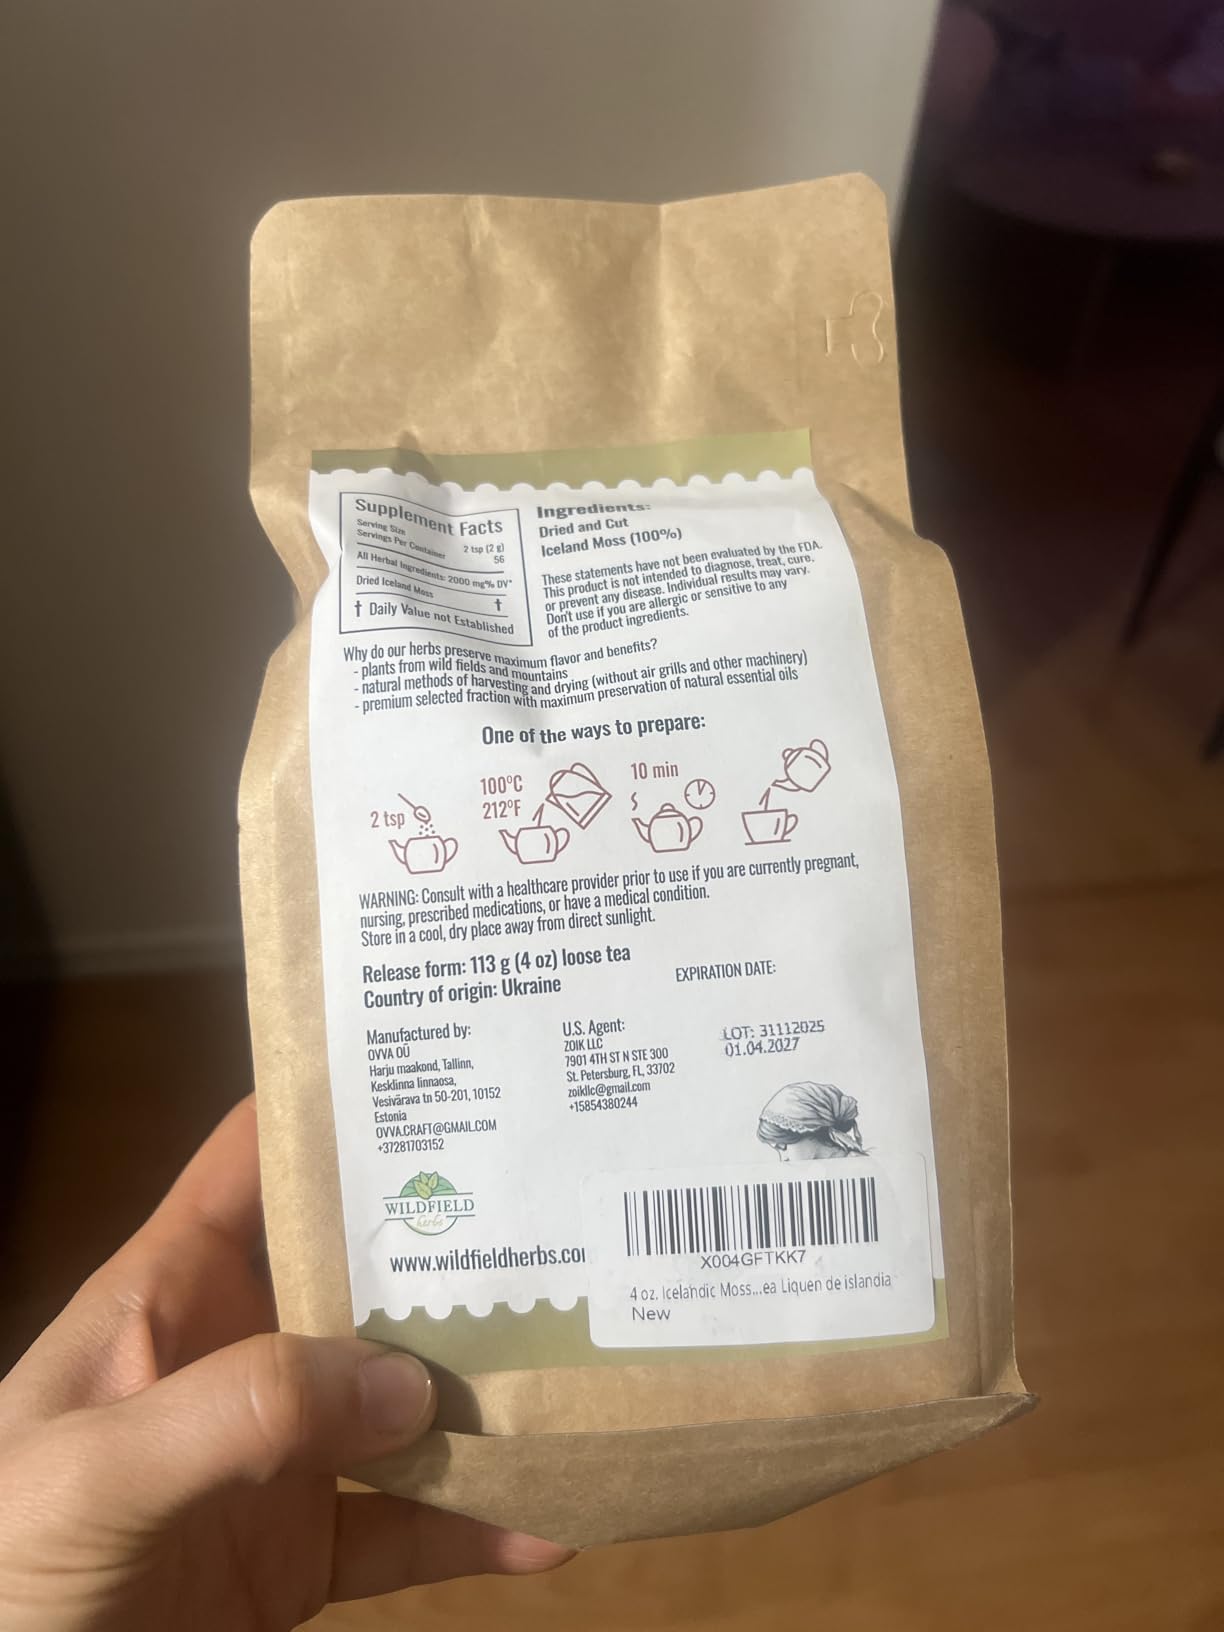 Supplement Facts
Serving Size 2 tsp (2 g)
Servings Per Container 56
All Herbal Ingredients: 2000 mg% DV*
Dried Iceland Moss †
† Daily Value not Established
Ingredients:
Dried and Cut
Iceland Moss (100%)
These statements have not been evaluated by the FDA.
This product is not intended to diagnose, treat, cure,
or prevent any disease. Individual results may vary.
Don't use if you are allergic or sensitive to any
of the product ingredients.
Why do our herbs preserve maximum flavor and benefits?
- plants from wild fields and mountains
- natural methods of harvesting and drying (without air grills and other machinery)
- premium selected fraction with maximum preservation of natural essential oils
One of the ways to prepare:
2 tsp
100°C
212°F
10 min
WARNING: Consult with a healthcare provider prior to use if you are currently pregnant,
nursing, prescribed medications, or have a medical condition.
Store in a cool, dry place away from direct sunlight.
Release form: 113 g (4 oz) loose tea
Country of origin: Ukraine
EXPIRATION DATE:
Manufactured by:
OVVA OÜ
Harju maakond, Tallinn,
Kesklinna linnaosa,
Vesivärava tn 50-201, 10152
Estonia
OVVA.CRAFT@GMAIL.COM
+37281703152
U.S. Agent:
ZOIK LLC
7901 4TH ST N STE 300
St. Petersburg, FL, 33702
zoikllc@gmail.com
+15854380244
LOT: 31112025
01.04.2027
WILDFIELD
herbs
www.wildfieldherbs.co
X004GFTKK7
4 oz. Icelandic Moss...ea Liquen de islandia
New